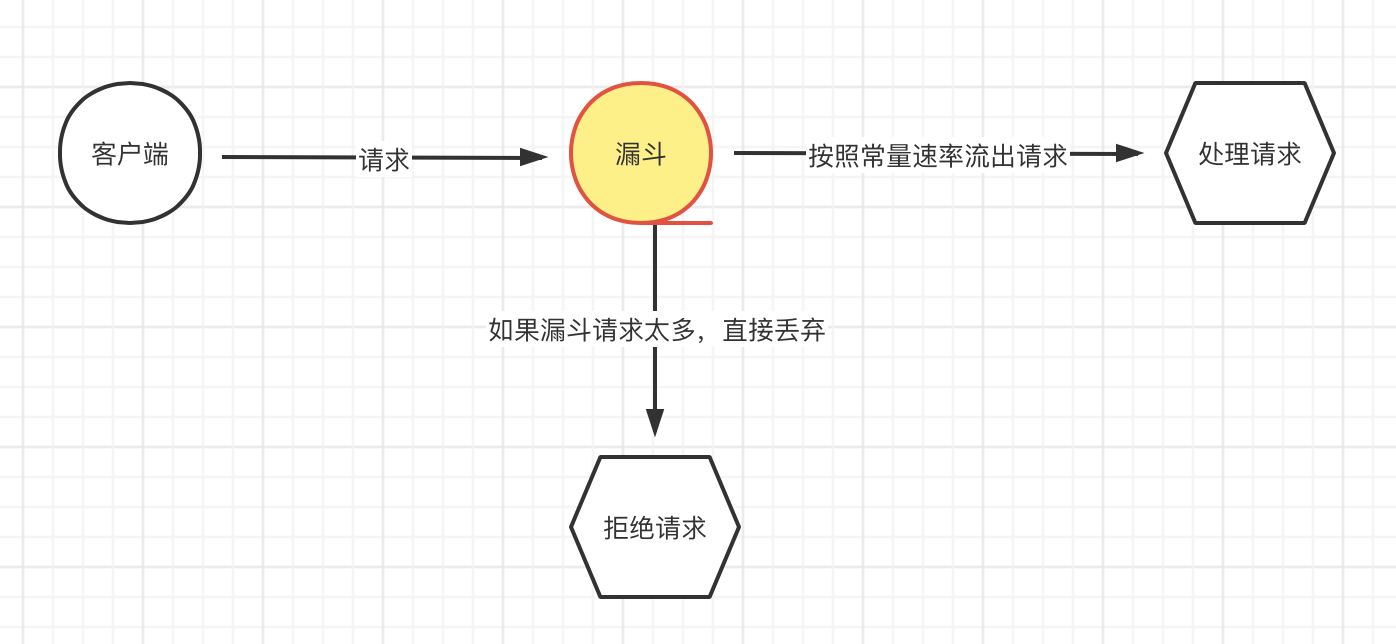 客户端
请求
漏斗
按照常量速率流出请求
处理请求
如果漏斗请求太多，直接丢弃
拒绝请求